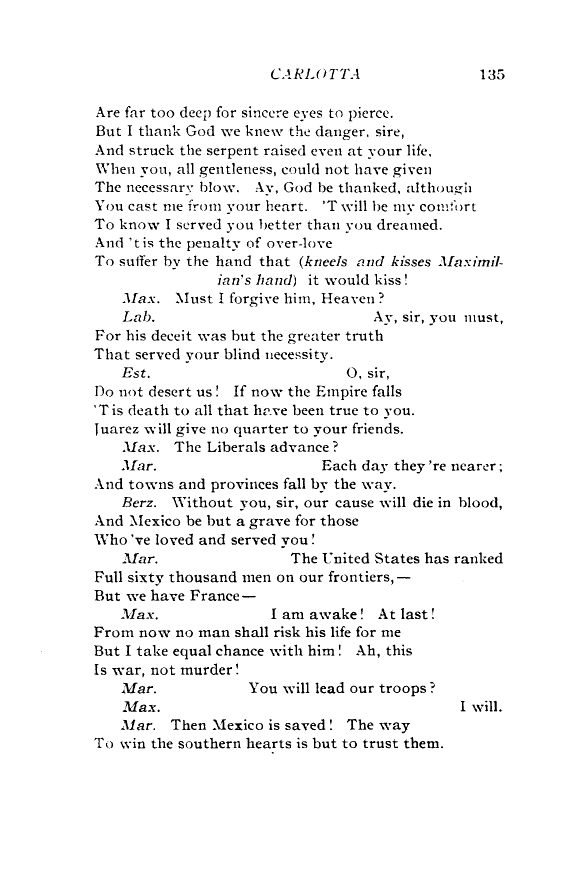 CARLOTTA 135
Are far too deep for sincere eyes to pierce.
But I thank God we knew the danger, sire,
And struck the serpent raised even at your life,
When you, all gentleness, could not have given
The necessary blow. Ay, God be thanked, although
You cast me from your heart. 'T will be my comfort
To know I served you better than you dreamed.
And 't is the penalty of over-love
To suffer by the hand that (kneels and kisses Maximil-
ian's hand) it would kiss!
Max. Must I forgive him, Heaven?
Lab. Ay, sir, you must,
For his deceit was but the greater truth
That served your blind necessity.
Est. O, sir,
Do not desert us! If now the Empire falls
'T is death to all that have been true to you.
Juarez will give no quarter to your friends.
Max. The Liberals advance?
Mar. Each day they 're nearer;
And towns and provinces fall by the way.
Berz. Without you, sir, our cause will die in blood,
And Mexico be but a grave for those
Who 've loved and served you!
Mar. The United States has ranked
Full sixty thousand men on our frontiers,—
But we have France—
Max. I am awake! At last!
From now no man shall risk his life for me
But I take equal chance with him! Ah, this
Is war, not murder!
Mar. You will lead our troops?
Max. I will.
Mar. Then Mexico is saved! The way
To win the southern hearts is but to trust them.